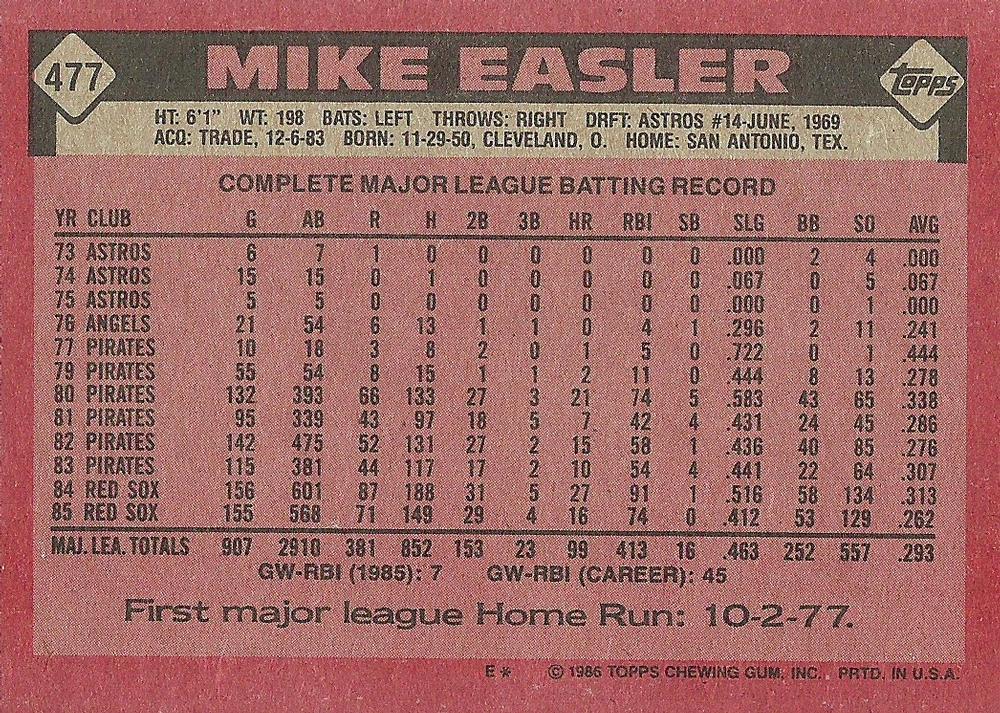 477 MIKE EASLER topps
HT: 6'1" WT: 198 BATS: LEFT THROWS: RIGHT DRFT: ASTROS #14-JUNE, 1969
ACQ: TRADE, 12-6-83 BORN: 11-29-50, CLEVELAND, O. HOME: SAN ANTONIO, TEX.
COMPLETE MAJOR LEAGUE BATTING RECORD
YR CLUB G AB R H 2B 3B HR RBI SB SLG BB SO AVG
73 ASTROS 6 7 1 0 0 0 0 0 0 .000 2 4 .000
74 ASTROS 15 15 0 1 0 0 0 0 0 .067 0 5 .067
75 ASTROS 5 5 0 0 0 0 0 0 0 .000 0 1 .000
76 ANGELS 21 54 6 13 1 1 0 4 1 .296 2 11 .241
77 PIRATES 10 18 3 8 2 0 1 5 0 .722 0 1 .444
79 PIRATES 55 54 8 15 1 1 2 11 0 .444 8 13 .278
80 PIRATES 132 393 66 133 27 3 21 74 5 .583 43 65 .338
81 PIRATES 95 339 43 97 18 5 7 42 4 .431 24 45 .286
82 PIRATES 142 475 52 131 27 2 15 58 1 .436 40 85 .276
83 PIRATES 115 381 44 117 17 2 10 54 4 .441 22 64 .307
84 RED SOX 156 601 87 188 31 5 27 91 1 .516 58 134 .313
85 RED SOX 155 568 71 149 29 4 16 74 0 .412 53 129 .262
MAJ. LEA. TOTALS 907 2910 381 852 153 23 99 413 16 .463 252 557 .293
GW-RBI (1985): 7 GW-RBI (CAREER): 45
First major league Home Run: 10-2-77.
E * © 1986 TOPPS CHEWING GUM, INC. PRTD. IN U.S.A.